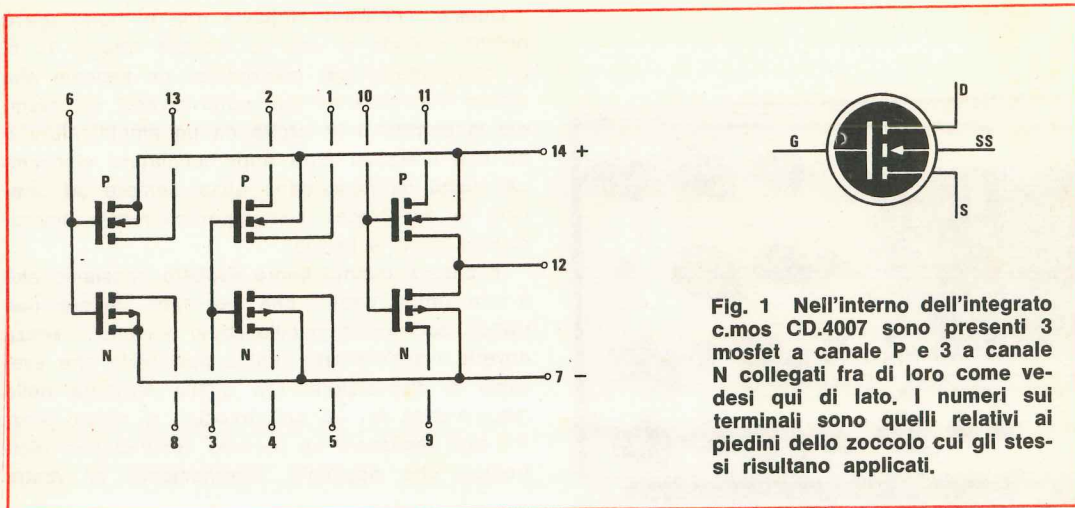 6 13 2 1 10 11
14 +
P P P
12
N N N
7 −
8 3 4 5 9
D
G SS
S
Fig. 1 Nell'interno dell'integrato
c.mos CD.4007 sono presenti 3
mosfet a canale P e 3 a canale
N collegati fra di loro come ve-
desi qui di lato. I numeri sui
terminali sono quelli relativi ai
piedini dello zoccolo cui gli stes-
si risultano applicati.